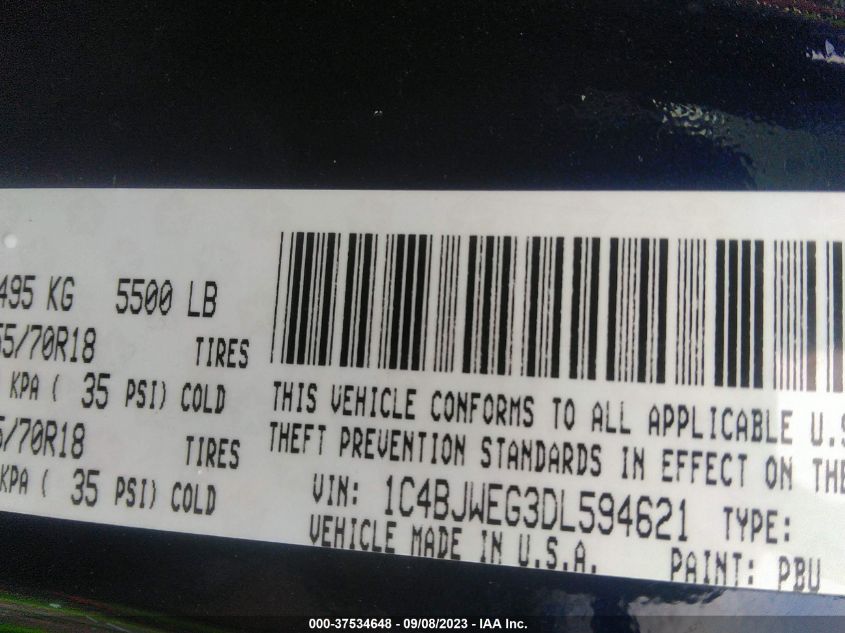 495 KG 5500 LB
55/70R18 TIRES
KPA ( 35 PSI) COLD
5/70R18 TIRES
KPA ( 35 PSI) COLD
THIS VEHICLE CONFORMS TO ALL APPLICABLE U.S
THEFT PREVENTION STANDARDS IN EFFECT ON THE
VIN: 1C4BJWEG3DL594621 TYPE:
VEHICLE MADE IN U.S.A. PAINT: PBU
000-37534648 - 09/08/2023 - IAA Inc.